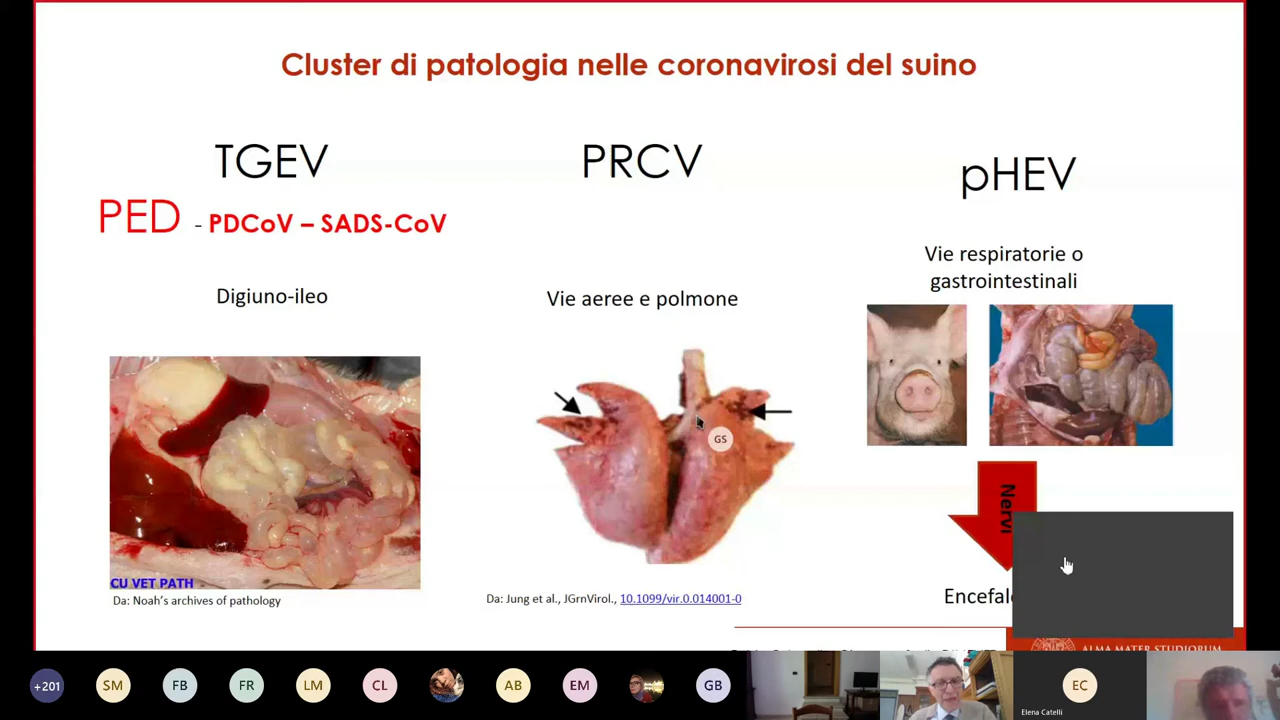 Cluster di patologia nelle coronavirosi del suino
TGEV
PED - PDCoV – SADS-CoV
Digiuno-ileo
CU VET PATH
Da: Noah's archives of pathology
PRCV
Vie aeree e polmone
GS
Da: Jung et al., JGrnVirol., 10.1099/vir.0.014001-0
pHEV
Vie respiratorie o
gastrointestinali
Nervi
ALMA MATER STUDIORUM
+201
SM
FB
FR
LM
CL
AB
EM
GB
EC
Elena Catelli